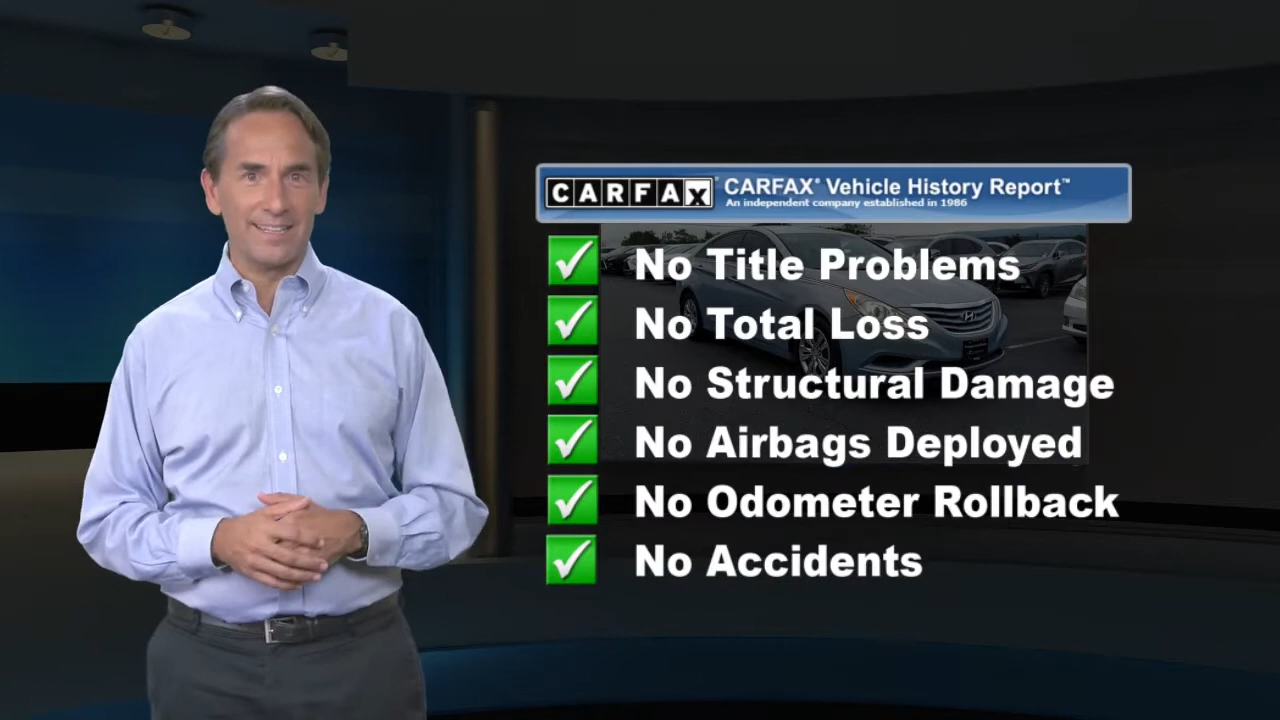 CARFAX
CARFAX® Vehicle History Report™
An independent company established in 1986
No Title Problems
No Total Loss
No Structural Damage
No Airbags Deployed
No Odometer Rollback
No Accidents